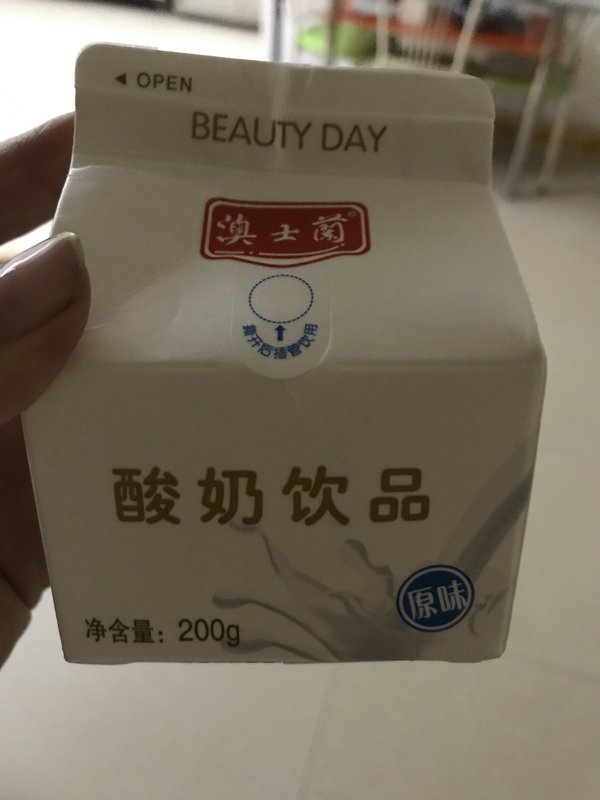 ◄ OPEN
BEAUTY DAY
澳士蘭
撕开后插管饮用
酸奶饮品
原味
净含量：200g